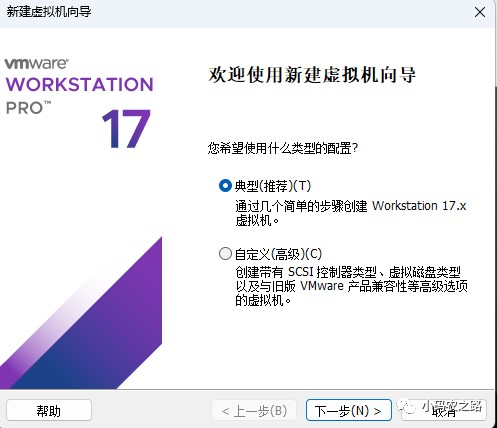 新建虚拟机向导
vmware
WORKSTATION
PRO™
17
欢迎使用新建虚拟机向导
您希望使用什么类型的配置?
典型(推荐)(T)
通过几个简单的步骤创建 Workstation 17.x
虚拟机。
自定义(高级)(C)
创建带有 SCSI 控制器类型、虚拟磁盘类型
以及与旧版 VMware 产品兼容性等高级选项
的虚拟机。
帮助
< 上一步(B)
下一步(N) >
取消
小码农之路